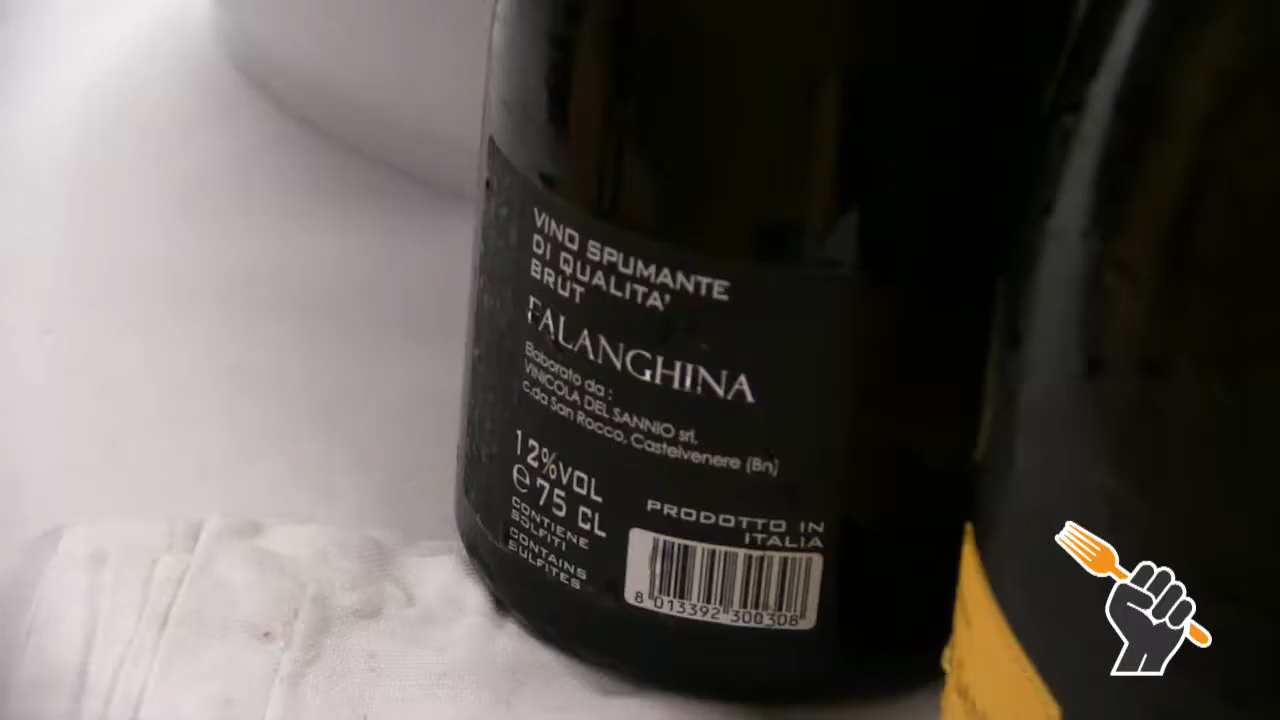 VINO SPUMANTE
DI QUALITA'
BRUT
FALANGHINA
Elaborato da :
VINICOLA DEL SANNIO srl.
c.da San Rocco, Castelvenere (Bn)
12%VOL
℮ 75 CL
CONTIENE
SOLFITI
CONTAINS
SULFITES
PRODOTTO IN
ITALIA
8 013392 300308